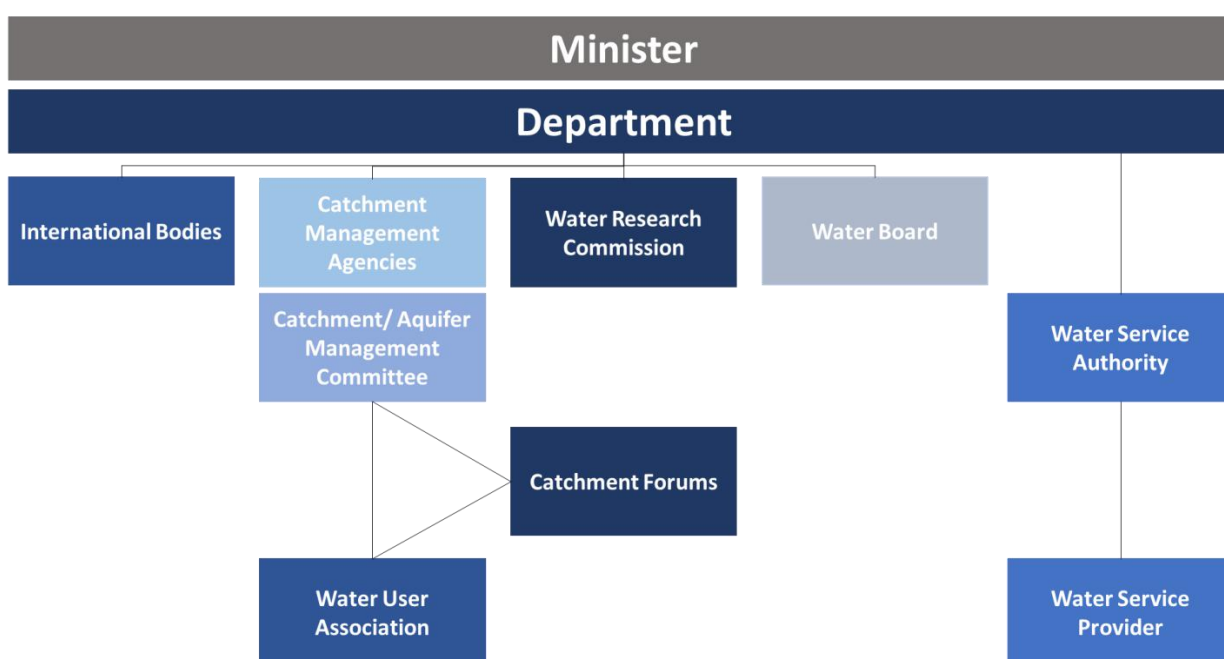 Minister
Department
International Bodies
Catchment
Management
Agencies
Water Research
Commission
Water Board
Catchment/ Aquifer
Management
Committee
Water Service
Authority
Catchment Forums
Water User
Association
Water Service
Provider